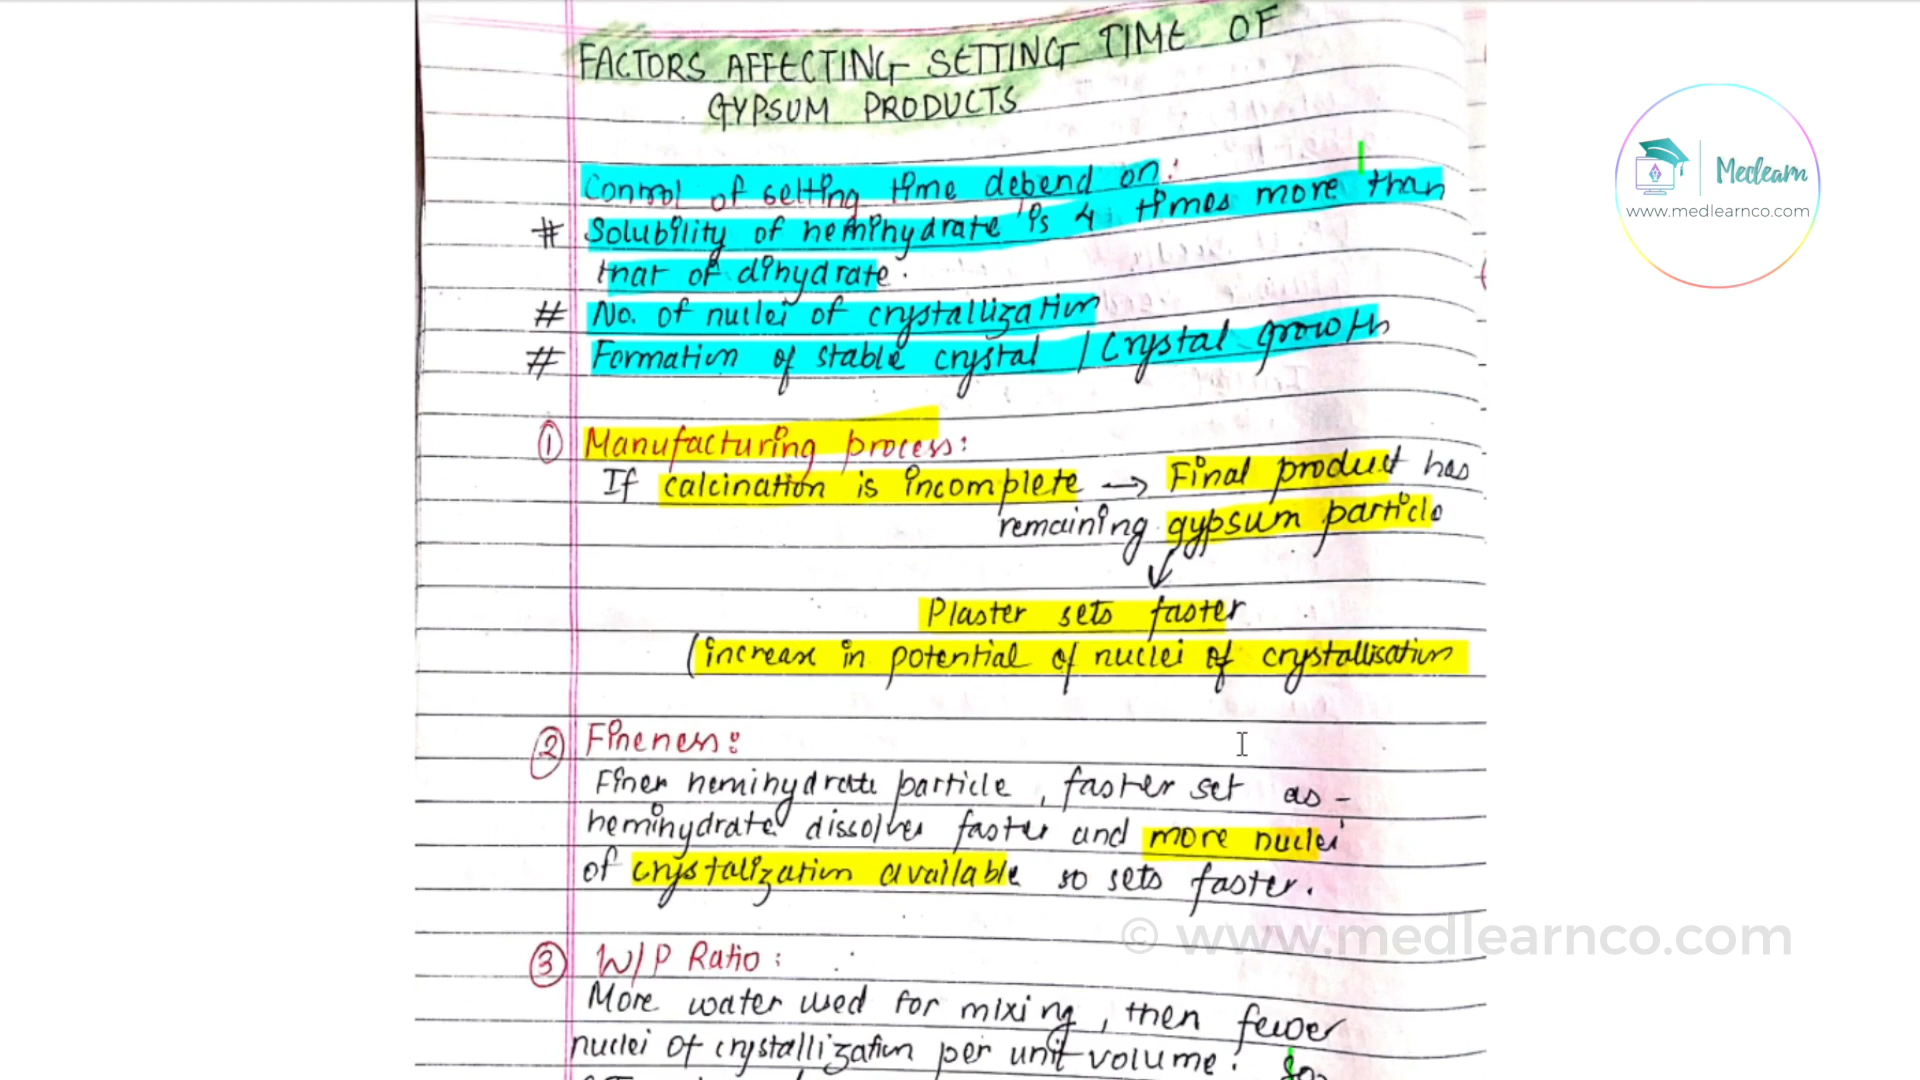 FACTORS AFFECTING SETTING TIME OF
GYPSUM PRODUCTS
Control of setting time depend on:
# Solubility of hemihydrate is 4 times more than
that of dihydrate.
# No. of nuclei of crystallization
# Formation of stable crystal / Crystal growth
① Manufacturing process:
If calcination is incomplete → Final product has
remaining gypsum particle
↓
Plaster sets faster
(increase in potential of nuclei of crystallisation
② Fineness:
Finer hemihydrate particle, faster set as -
hemihydrate dissolves faster and more nuclei
of crystalization available so sets faster.
③ W/P Ratio:
More water used for mixing, then fewer
nuclei of crystallization per unit volume.
Medlearn
www.medlearnco.com
© www.medlearnco.com